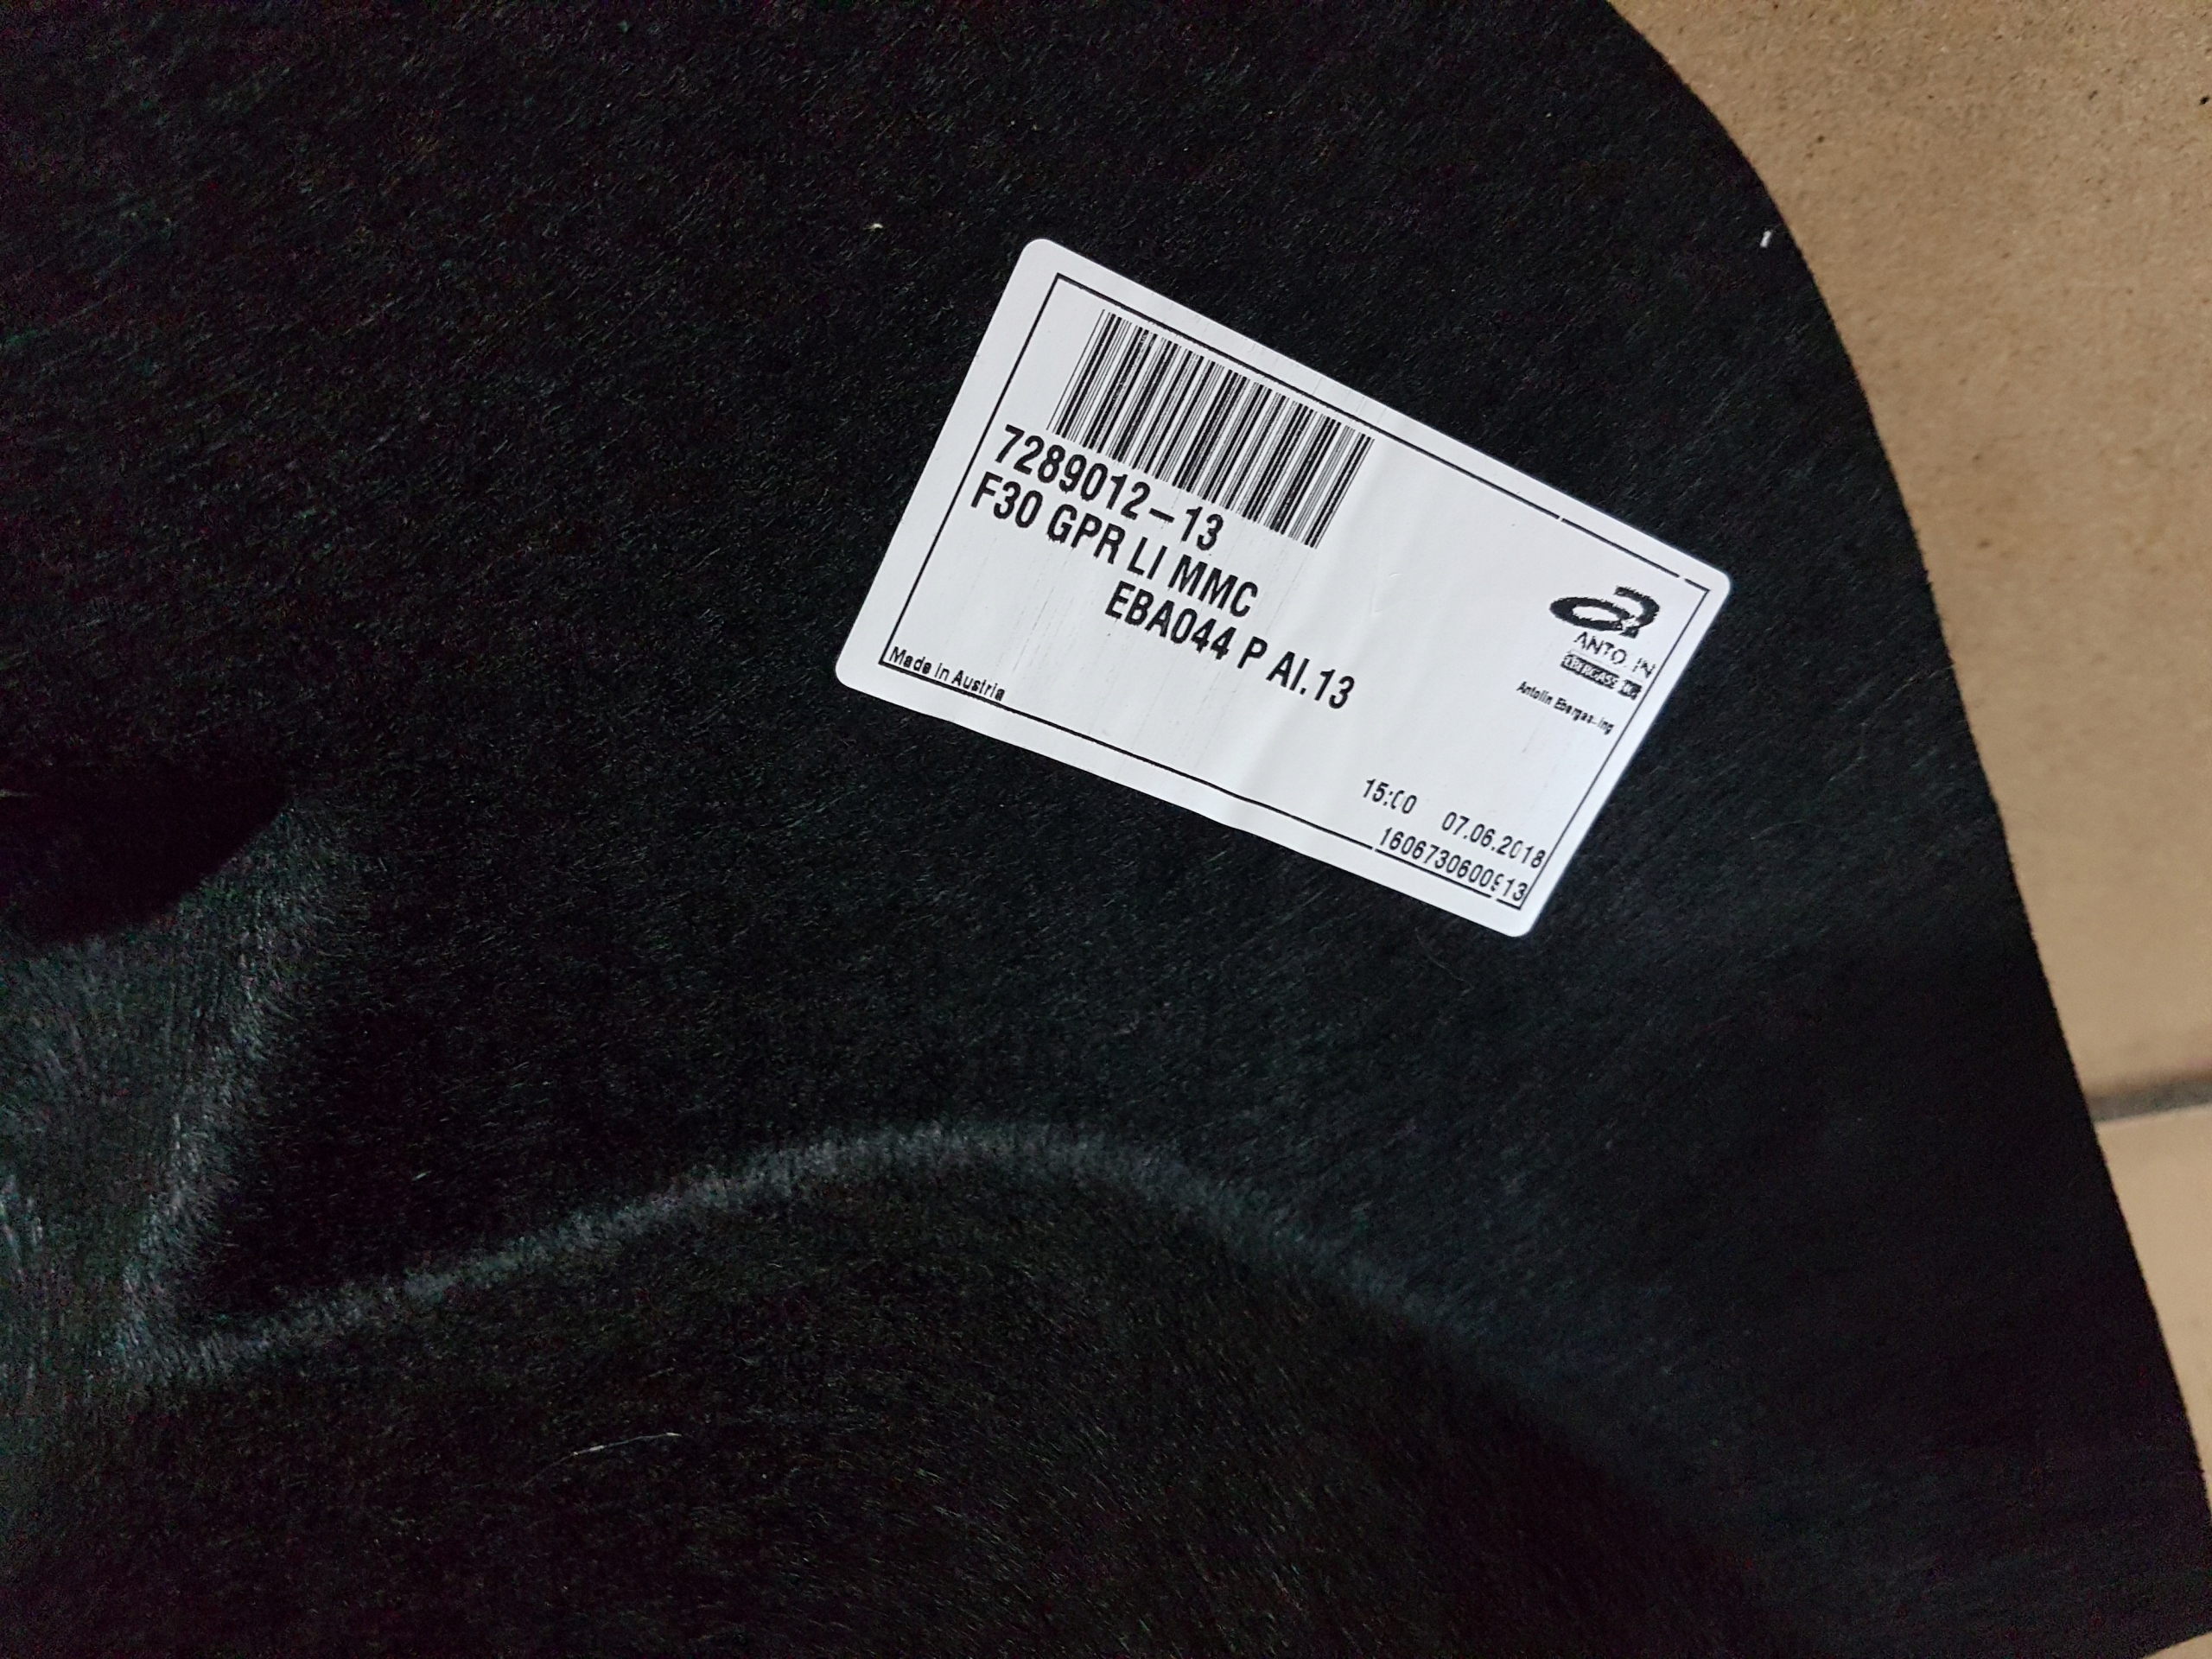 7289012-13
F30 GPR LI MMC
EBA044 P AI.13
Made in Austria
ANTOLIN
EBERGASSING
Antolin Ebergassing
15:00 07.06.2018